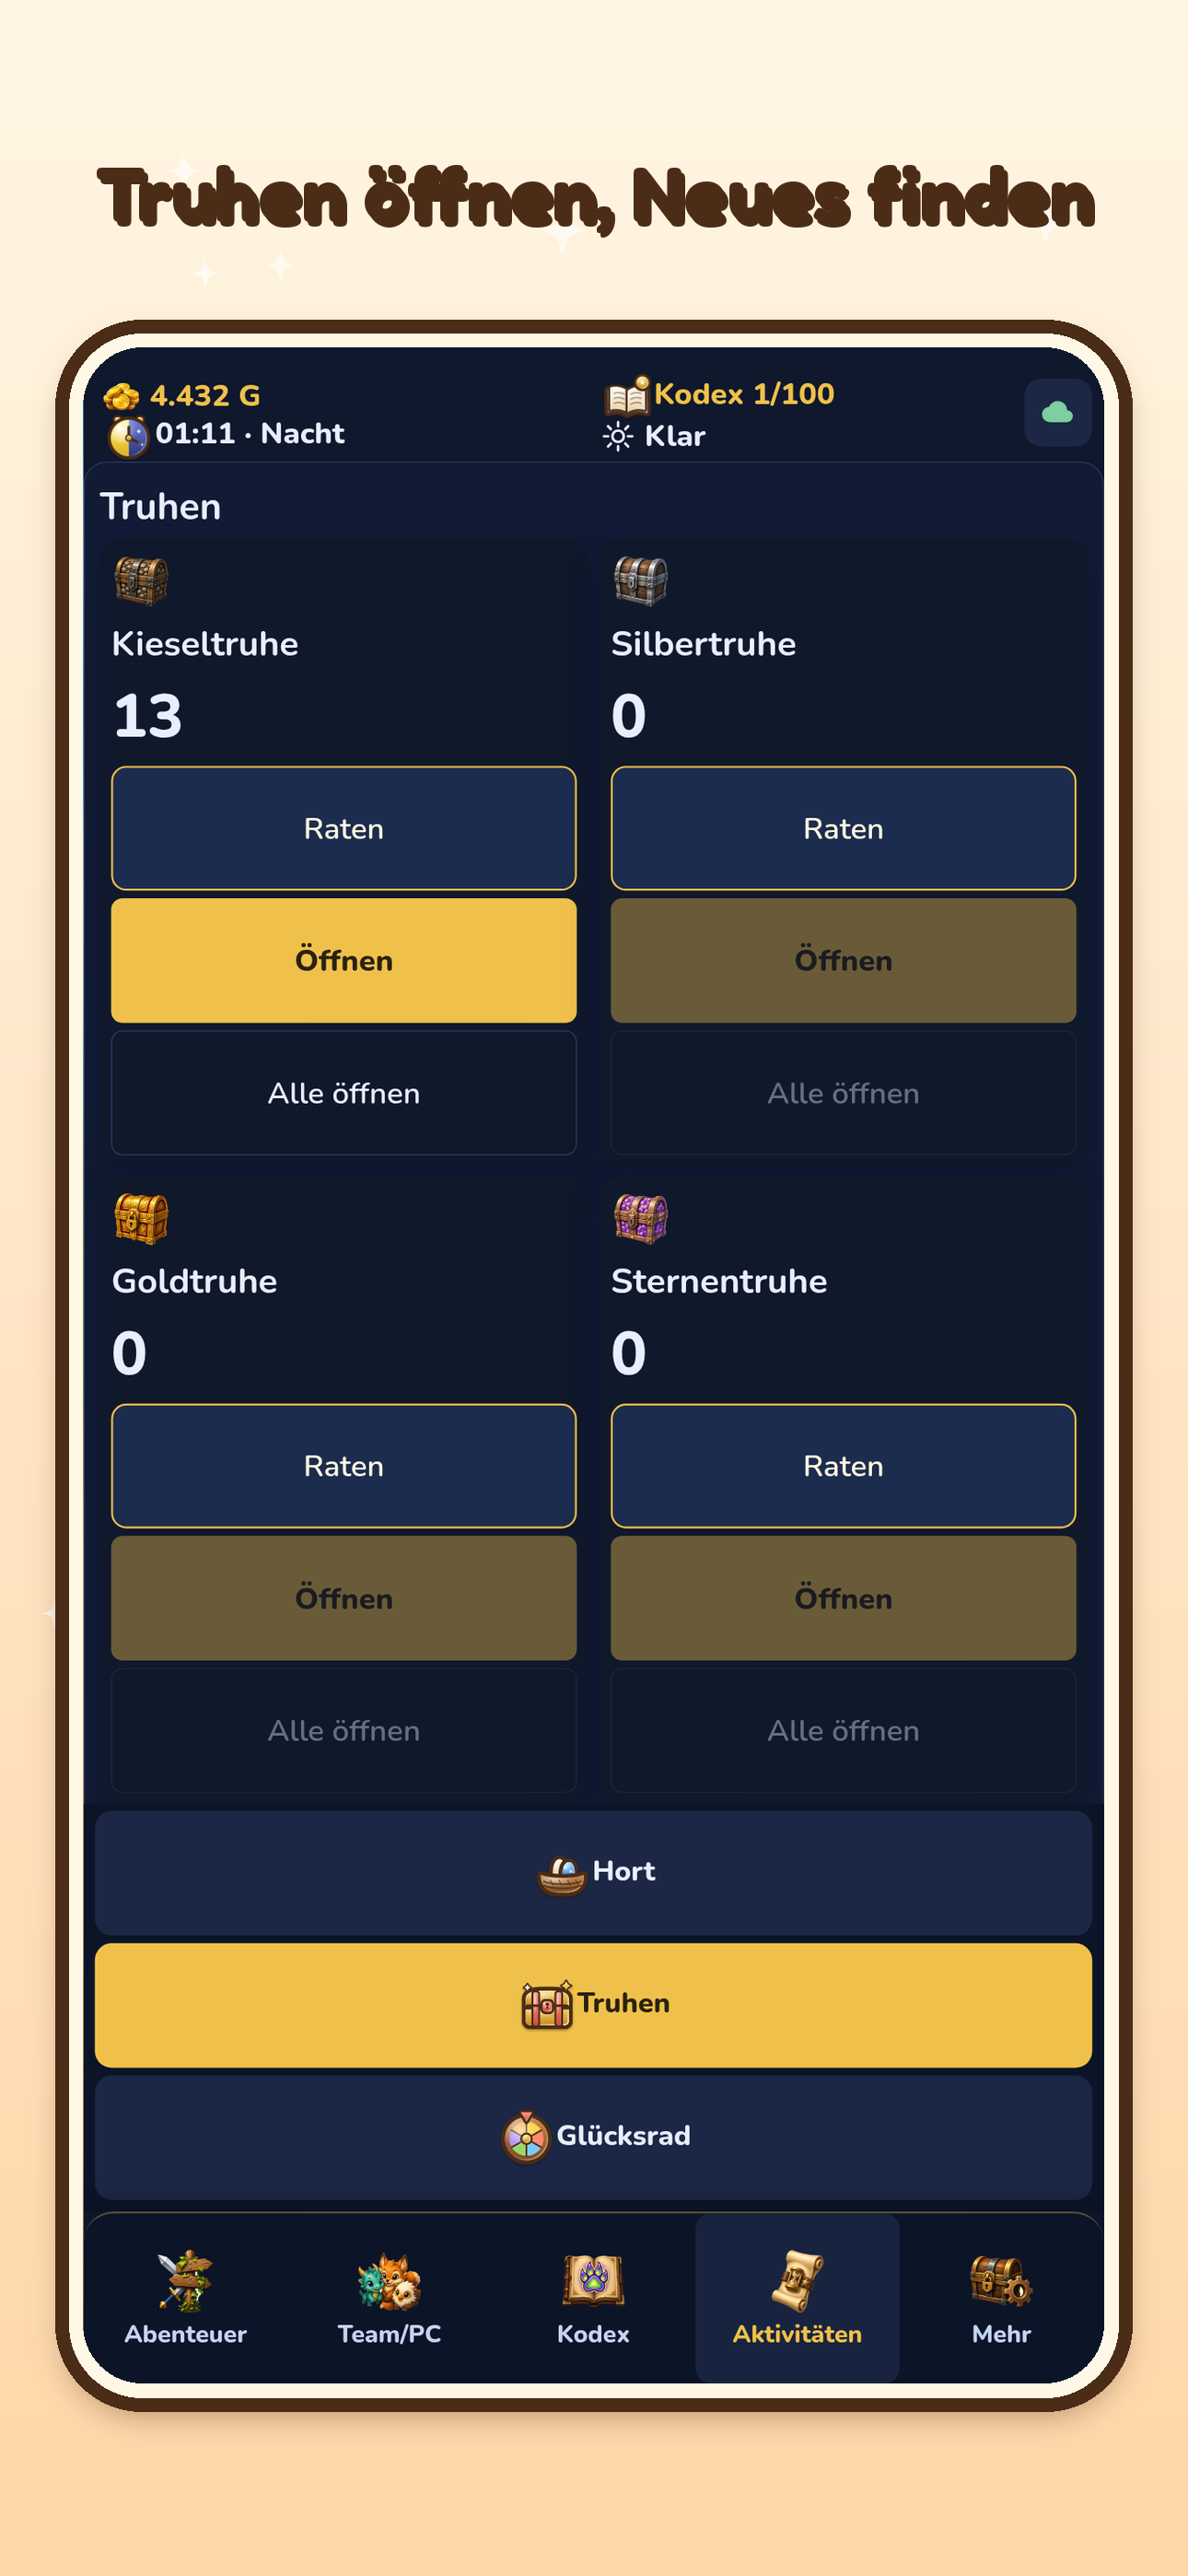 Truhen öffnen, Neues finden
4.432 G
Kodex 1/100
01:11 · Nacht
Klar
Truhen
Kieseltruhe
Silbertruhe
13
0
Raten
Raten
Öffnen
Öffnen
Alle öffnen
Alle öffnen
Goldtruhe
Sternentruhe
0
0
Raten
Raten
Öffnen
Öffnen
Alle öffnen
Alle öffnen
Hort
Truhen
Glücksrad
Abenteuer
Team/PC
Kodex
Aktivitäten
Mehr